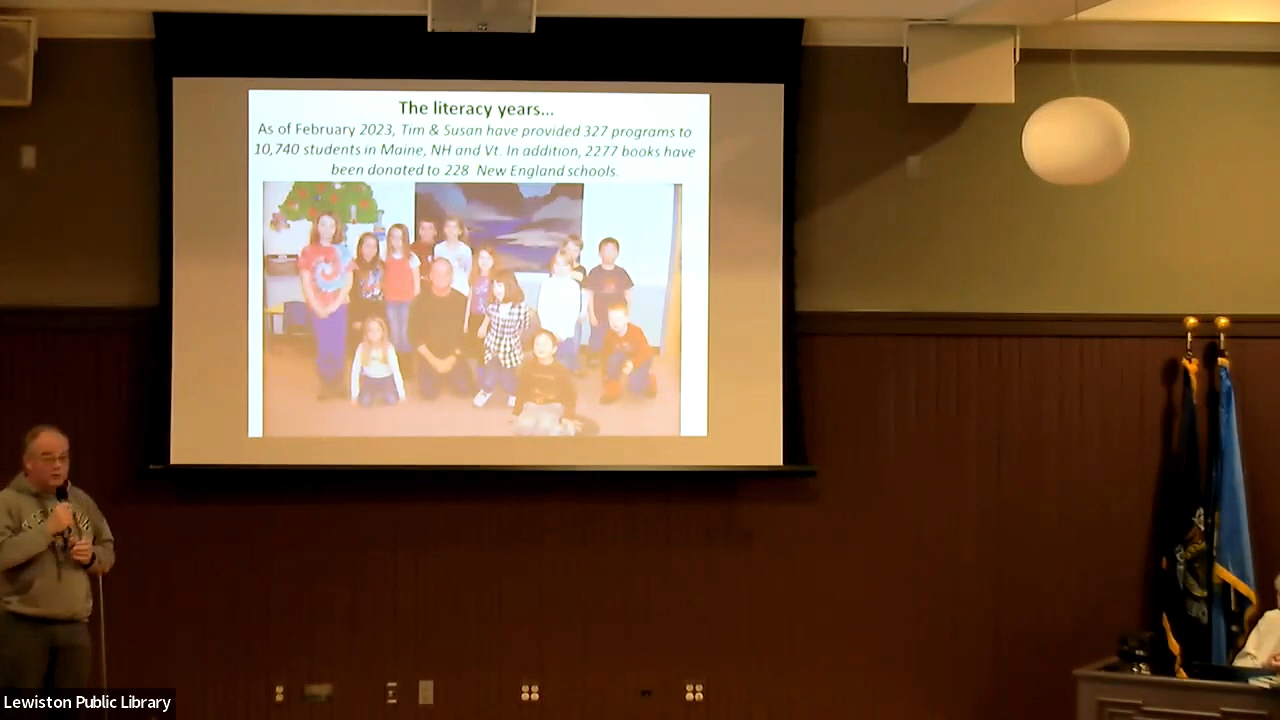 The literacy years...
As of February 2023, Tim & Susan have provided 327 programs to
10,740 students in Maine, NH and Vt. In addition, 2277 books have
been donated to 228 New England schools.
Lewiston Public Library